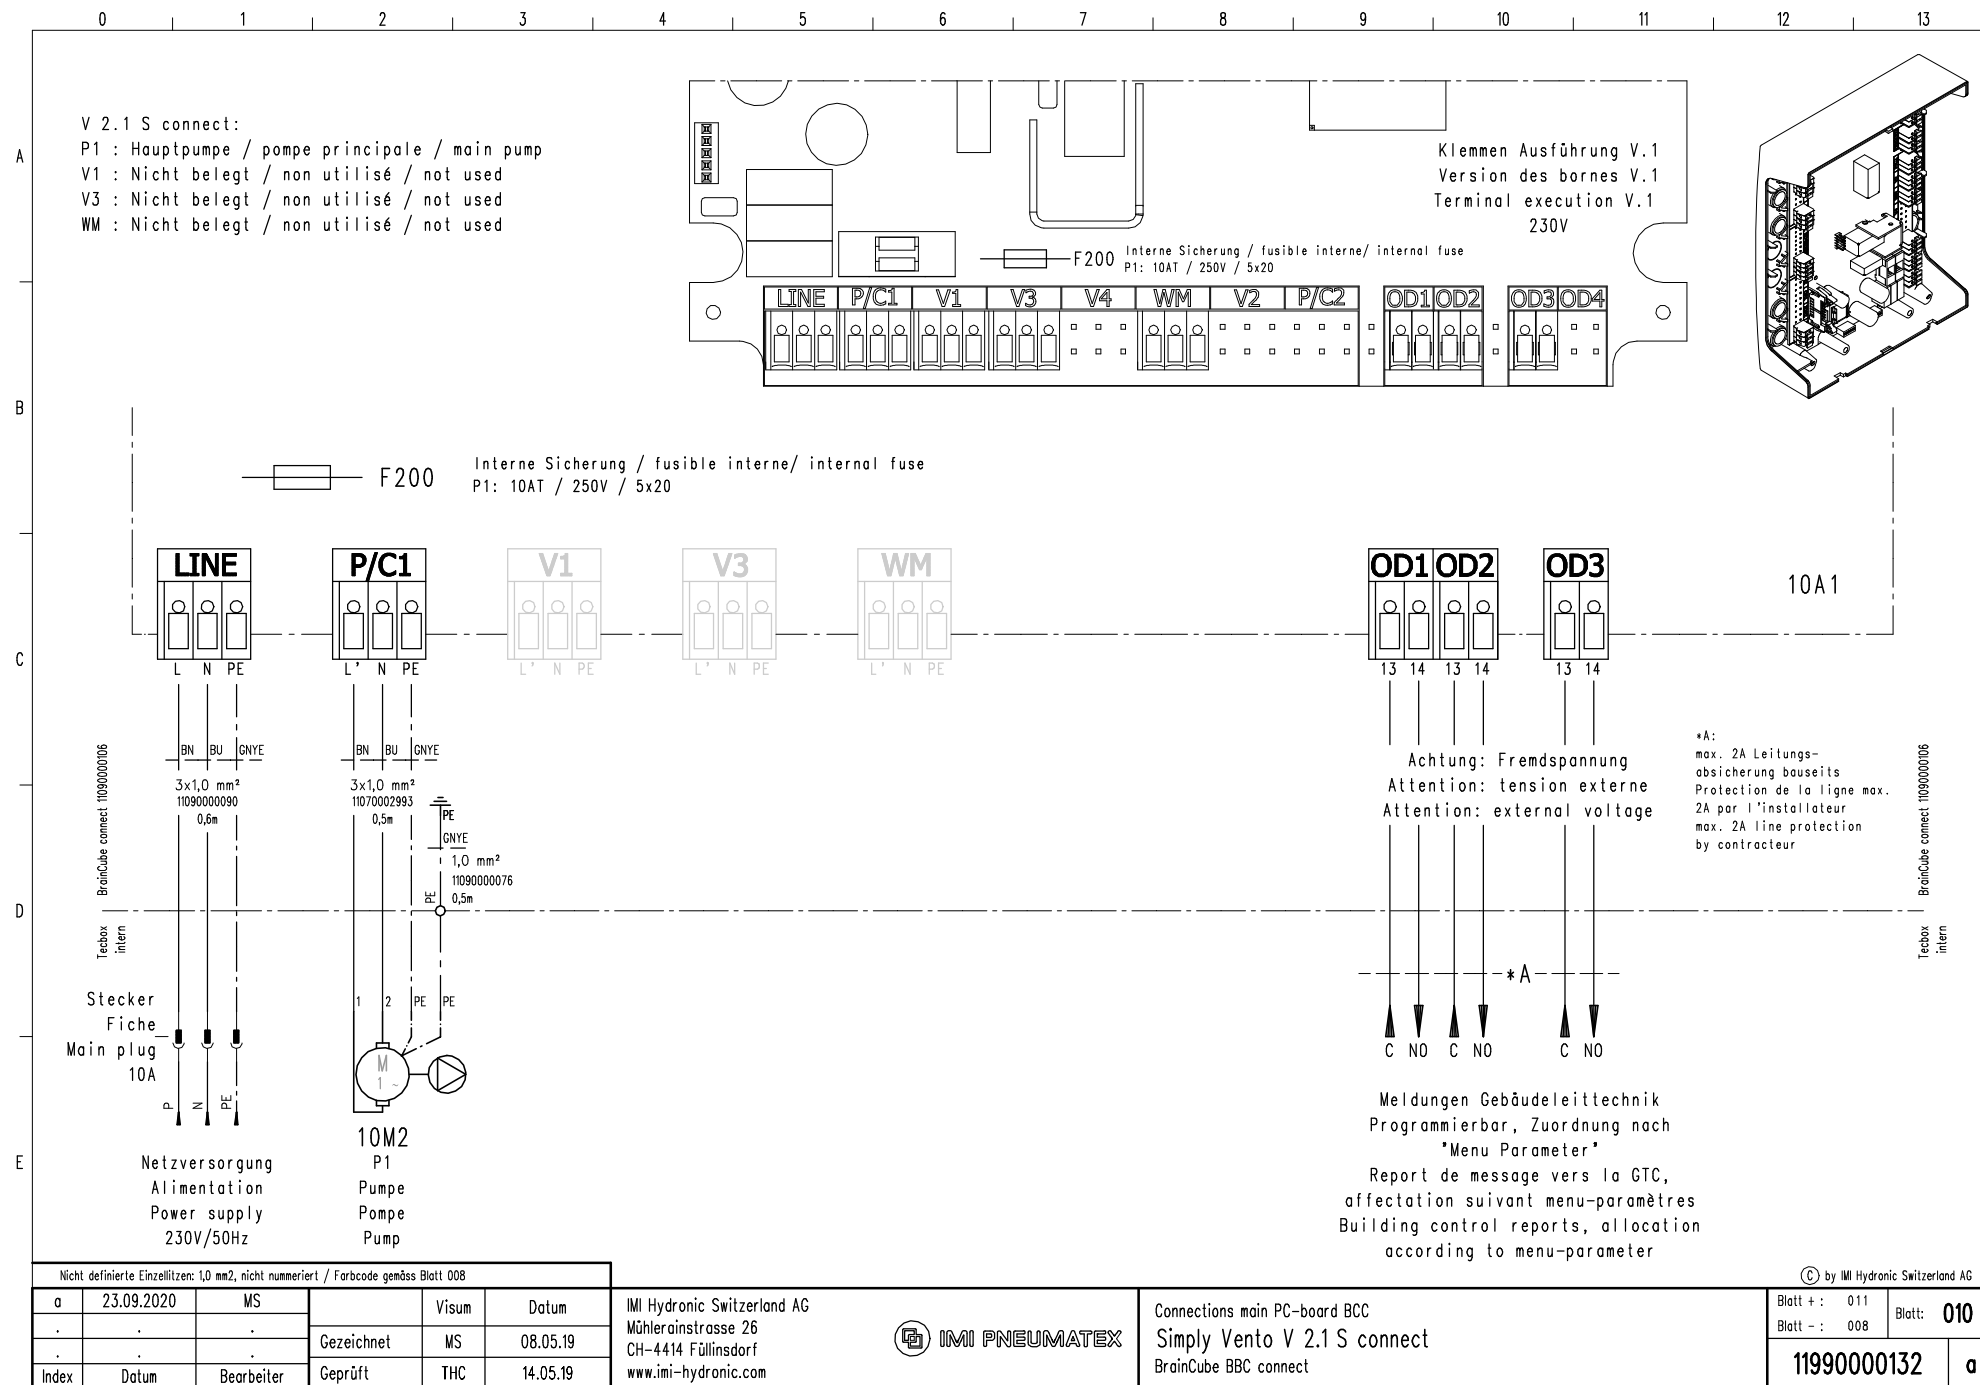 0 1 2 3 4 5 6 7 8 9 10 11 12 13
A
B
C
D
E
V 2.1 S connect:
P1 : Hauptpumpe / pompe principale / main pump
V1 : Nicht belegt / non utilisé / not used
V3 : Nicht belegt / non utilisé / not used
WM : Nicht belegt / non utilisé / not used
Klemmen Ausführung V.1
Version des bornes V.1
Terminal execution V.1
230V
F200 Interne Sicherung / fusible interne/ internal fuse
P1: 10AT / 250V / 5x20
LINE P/C1 V1 V3 V4 WM V2 P/C2 OD1 OD2 OD3 OD4
F200 Interne Sicherung / fusible interne/ internal fuse
P1: 10AT / 250V / 5x20
LINE P/C1 V1 V3 WM OD1 OD2 OD3
10A1
L N PE L' N PE L' N PE L' N PE L' N PE 13 14 13 14 13 14
BN BU GNYE
3x1,0 mm²
11090000090
0,6m
BN BU GNYE
3x1,0 mm²
11070002993
0,5m
PE
GNYE
1,0 mm²
11090000076
0,5m
PE
BrainCube connect 11090000106
Tecbox
intern
Achtung: Fremdspannung
Attention: tension externe
Attention: external voltage
*A:
max. 2A Leitungs-
absicherung bauseits
Protection de la ligne max.
2A par l'installateur
max. 2A line protection
by contracteur
BrainCube connect 11090000106
Tecbox
intern
*A
Stecker
Fiche
Main plug
10A
P N PE
1 2 PE PE
M
1 ~
10M2
P1
Pumpe
Pompe
Pump
Netzversorgung
Alimentation
Power supply
230V/50Hz
C NO C NO C NO
Meldungen Gebäudeleittechnik
Programmierbar, Zuordnung nach
"Menu Parameter"
Report de message vers la GTC,
affectation suivant menu-paramètres
Building control reports, allocation
according to menu-parameter
Nicht definierte Einzellitzen: 1,0 mm2, nicht nummeriert / Farbcode gemäss Blatt 008
© by IMI Hydronic Switzerland AG
a 23.09.2020 MS
. . .
. . .
Index Datum Bearbeiter
Visum Datum
Gezeichnet MS 08.05.19
Geprüft THC 14.05.19
IMI Hydronic Switzerland AG
Mühlerainstrasse 26
CH-4414 Füllinsdorf
www.imi-hydronic.com
IMI PNEUMATEX
Connections main PC-board BCC
Simply Vento V 2.1 S connect
BrainCube BBC connect
Blatt + : 011
Blatt - : 008
Blatt: 010
11990000132 a